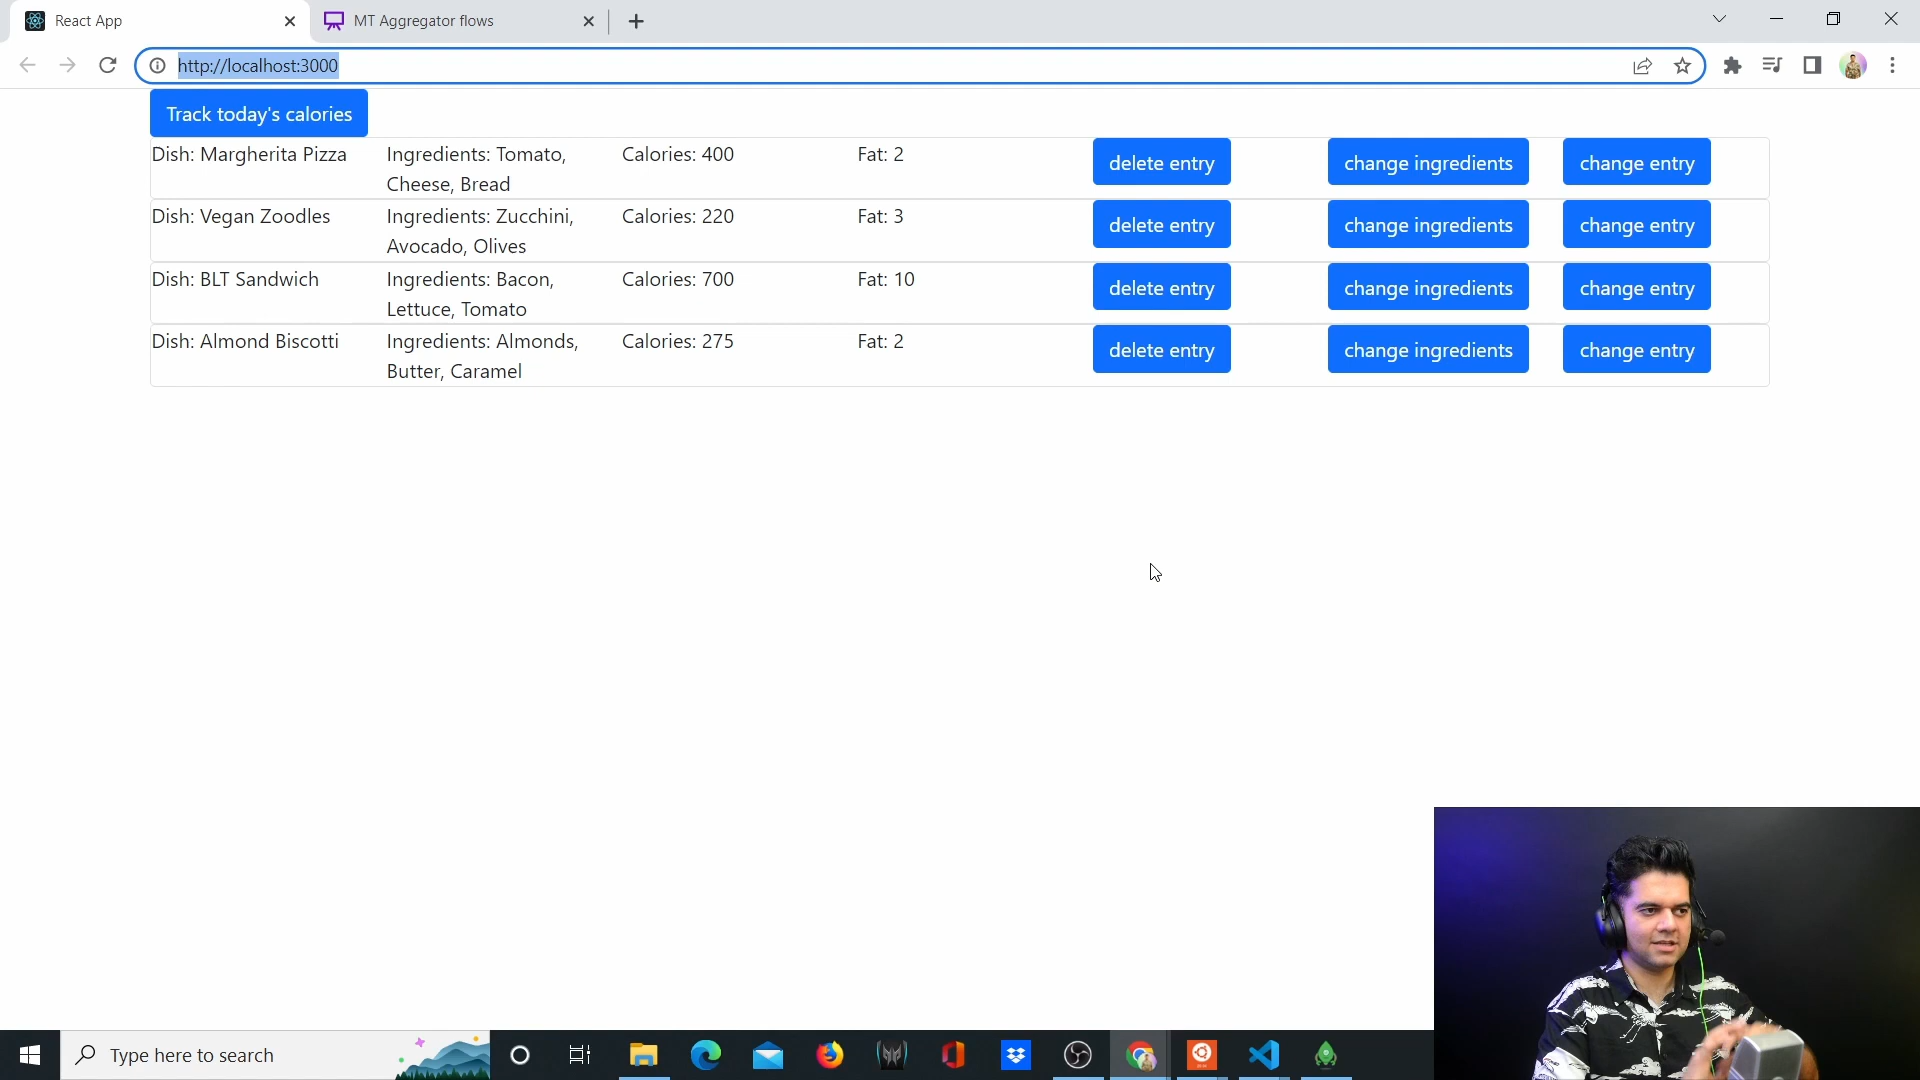 React App
MT Aggregator flows
http://localhost:3000
Track today's calories
Dish: Margherita Pizza Ingredients: Tomato, Calories: 400 Fat: 2 delete entry change ingredients change entry
Cheese, Bread
Dish: Vegan Zoodles Ingredients: Zucchini, Calories: 220 Fat: 3 delete entry change ingredients change entry
Avocado, Olives
Dish: BLT Sandwich Ingredients: Bacon, Calories: 700 Fat: 10 delete entry change ingredients change entry
Lettuce, Tomato
Dish: Almond Biscotti Ingredients: Almonds, Calories: 275 Fat: 2 delete entry change ingredients change entry
Butter, Caramel
Type here to search